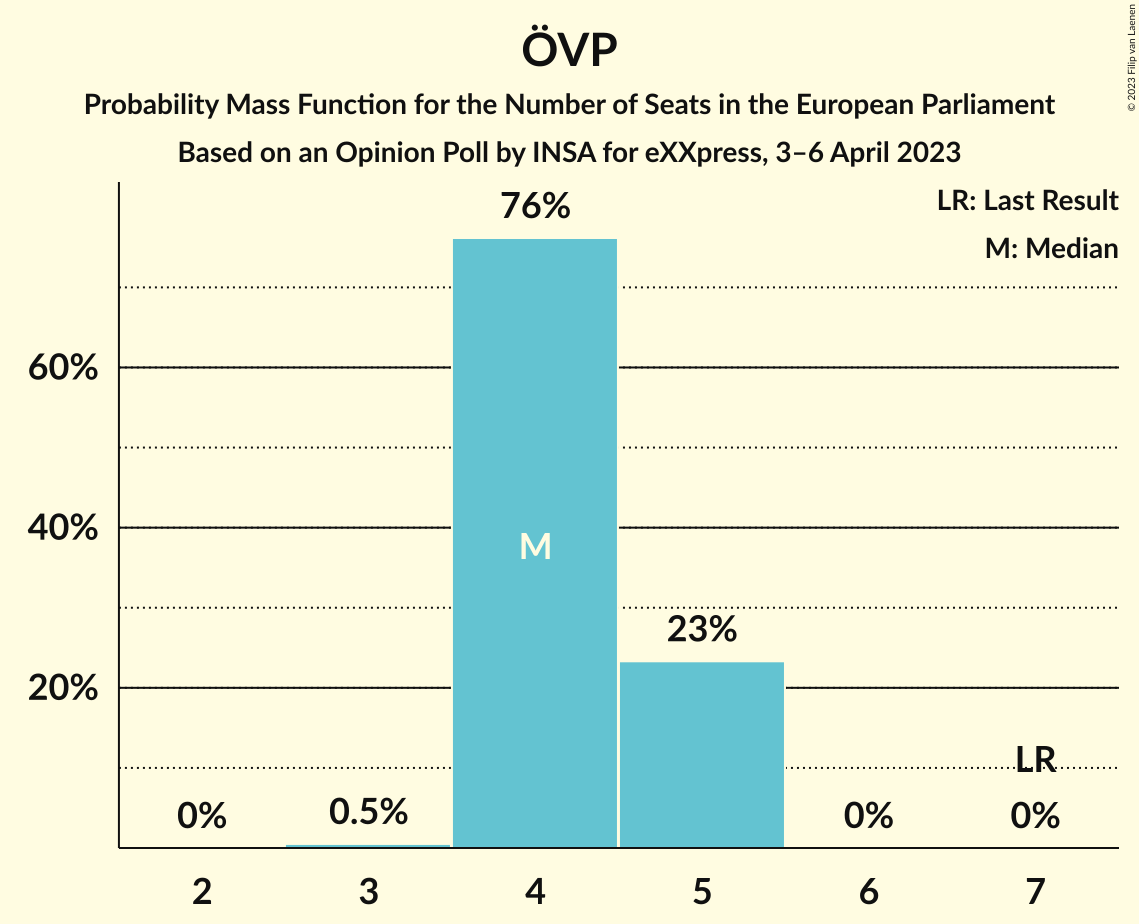 ÖVP
Probability Mass Function for the Number of Seats in the European Parliament
Based on an Opinion Poll by INSA for eXXpress, 3–6 April 2023
© 2023 Filip van Laenen
LR: Last Result
M: Median
76%
60%
40%
M
23%
20%
LR
0%
0.5%
0%
0%
2
3
4
5
6
7